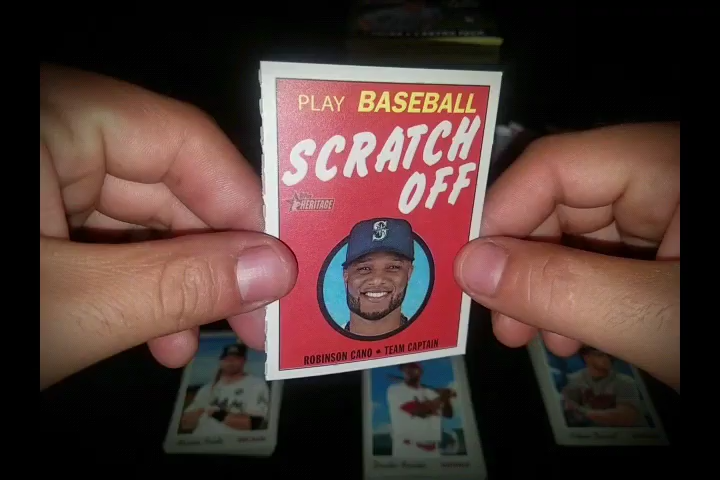 PLAY BASEBALL
SCRATCH
OFF
HERITAGE
ROBINSON CANO • TEAM CAPTAIN